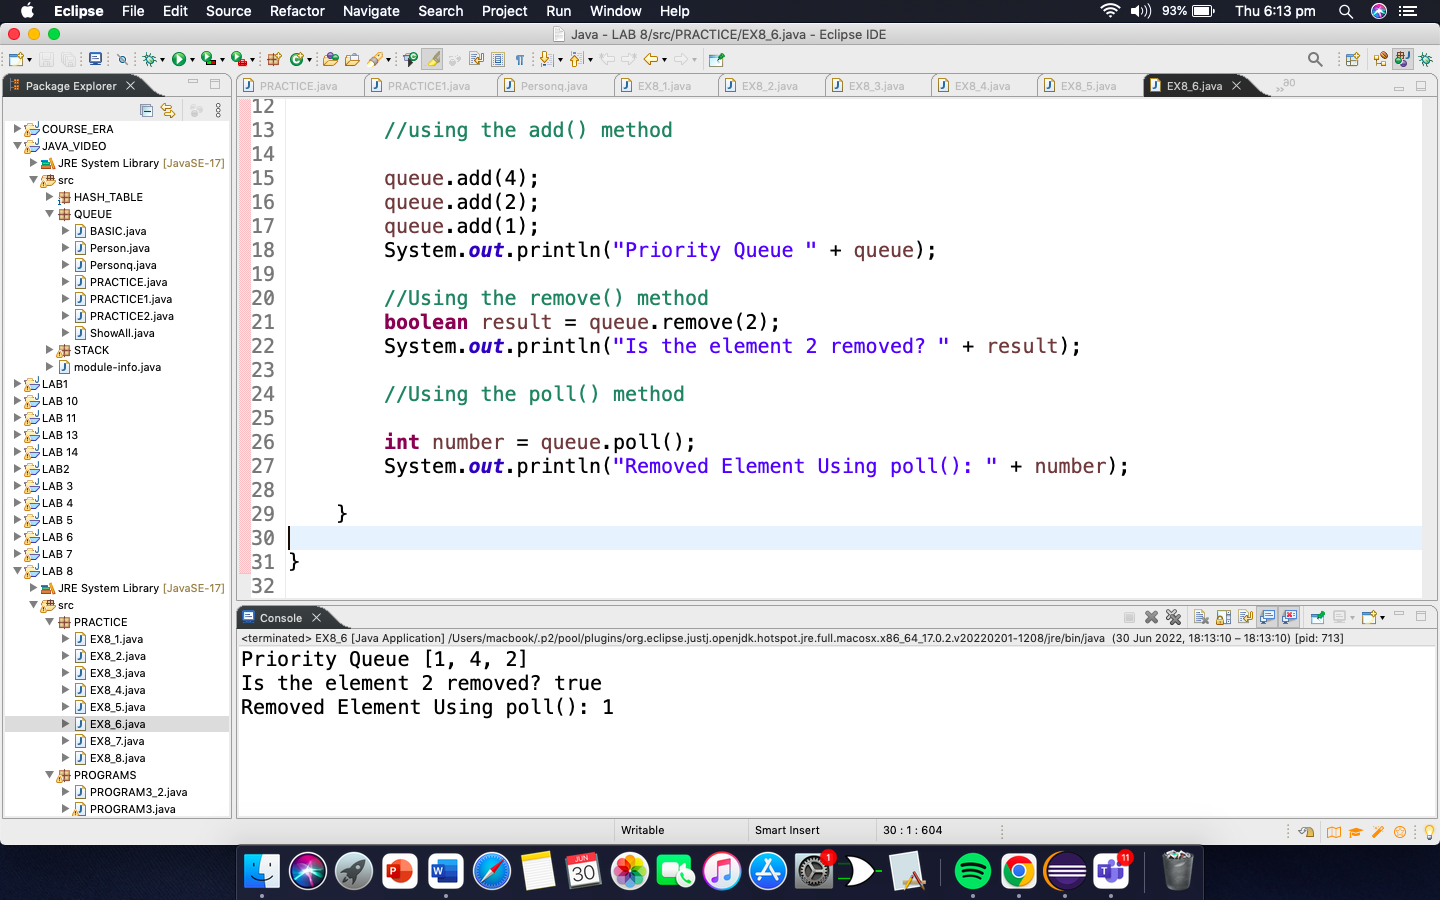 Eclipse File Edit Source Refactor Navigate Search Project Run Window Help 93% Thu 6:13 pm
Java - LAB 8/src/PRACTICE/EX8_6.java - Eclipse IDE
Package Explorer
PRACTICE.java PRACTICE1.java Personq.java EX8_1.java EX8_2.java EX8_3.java EX8_4.java EX8_5.java EX8_6.java »30
COURSE_ERA
JAVA_VIDEO
JRE System Library [JavaSE-17]
src
HASH_TABLE
QUEUE
BASIC.java
Person.java
Personq.java
PRACTICE.java
PRACTICE1.java
PRACTICE2.java
ShowAll.java
STACK
module-info.java
LAB1
LAB 10
LAB 11
LAB 13
LAB 14
LAB2
LAB 3
LAB 4
LAB 5
LAB 6
LAB 7
LAB 8
JRE System Library [JavaSE-17]
src
PRACTICE
EX8_1.java
EX8_2.java
EX8_3.java
EX8_4.java
EX8_5.java
EX8_6.java
EX8_7.java
EX8_8.java
PROGRAMS
PROGRAM3_2.java
PROGRAM3.java
12
13 //using the add() method
14
15 queue.add(4);
16 queue.add(2);
17 queue.add(1);
18 System.out.println("Priority Queue " + queue);
19
20 //Using the remove() method
21 boolean result = queue.remove(2);
22 System.out.println("Is the element 2 removed? " + result);
23
24 //Using the poll() method
25
26 int number = queue.poll();
27 System.out.println("Removed Element Using poll(): " + number);
28
29 }
30
31 }
32
Console
<terminated> EX8_6 [Java Application] /Users/macbook/.p2/pool/plugins/org.eclipse.justj.openjdk.hotspot.jre.full.macosx.x86_64_17.0.2.v20220201-1208/jre/bin/java (30 Jun 2022, 18:13:10 – 18:13:10) [pid: 713]
Priority Queue [1, 4, 2]
Is the element 2 removed? true
Removed Element Using poll(): 1
Writable Smart Insert 30 : 1 : 604
JUN
30
1
11